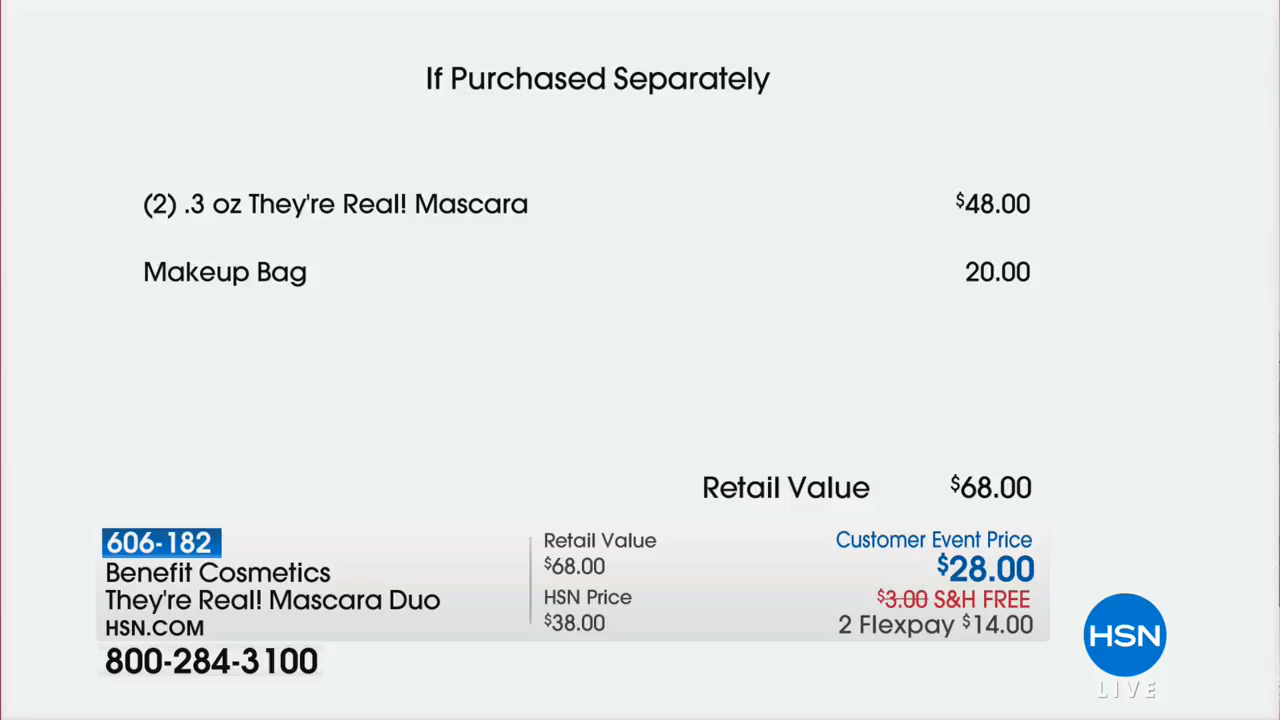 If Purchased Separately
(2) .3 oz They're Real! Mascara $48.00
Makeup Bag 20.00
Retail Value $68.00
606-182
Benefit Cosmetics
They're Real! Mascara Duo
HSN.COM
800-284-3100
Retail Value
$68.00
HSN Price
$38.00
Customer Event Price
$28.00
$3.00 S&H FREE
2 Flexpay $14.00
HSN
LIVE